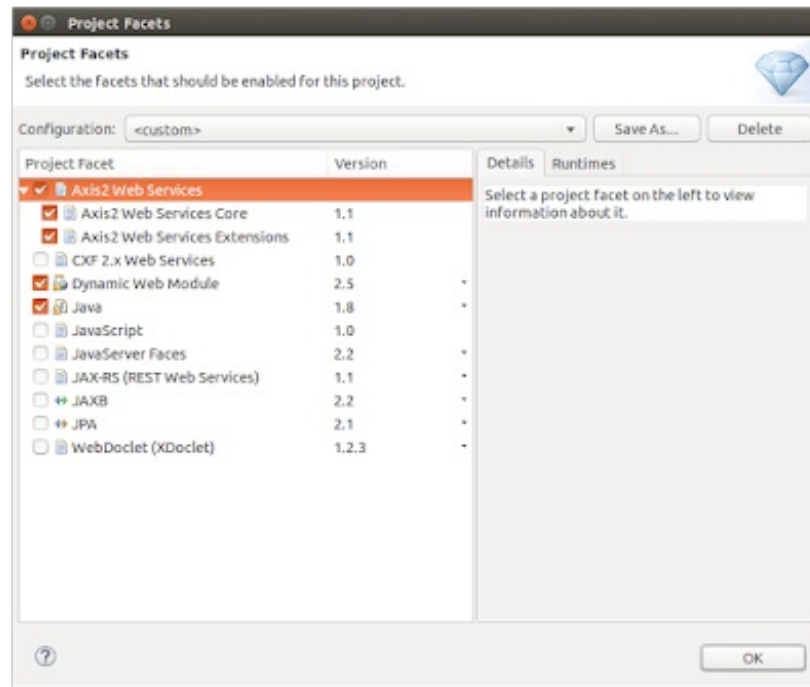 Project Facets
Project Facets
Select the facets that should be enabled for this project.
Configuration: <custom> Save As... Delete
Project Facet Version Details Runtimes
Axis2 Web Services
Select a project facet on the left to view
information about it.
Axis2 Web Services Core 1.1
Axis2 Web Services Extensions 1.1
CXF 2.x Web Services 1.0
Dynamic Web Module 2.5
Java 1.8
JavaScript 1.0
JavaServer Faces 2.2
JAX-RS (REST Web Services) 1.1
JAXB 2.2
JPA 2.1
WebDoclet (XDoclet) 1.2.3
? OK